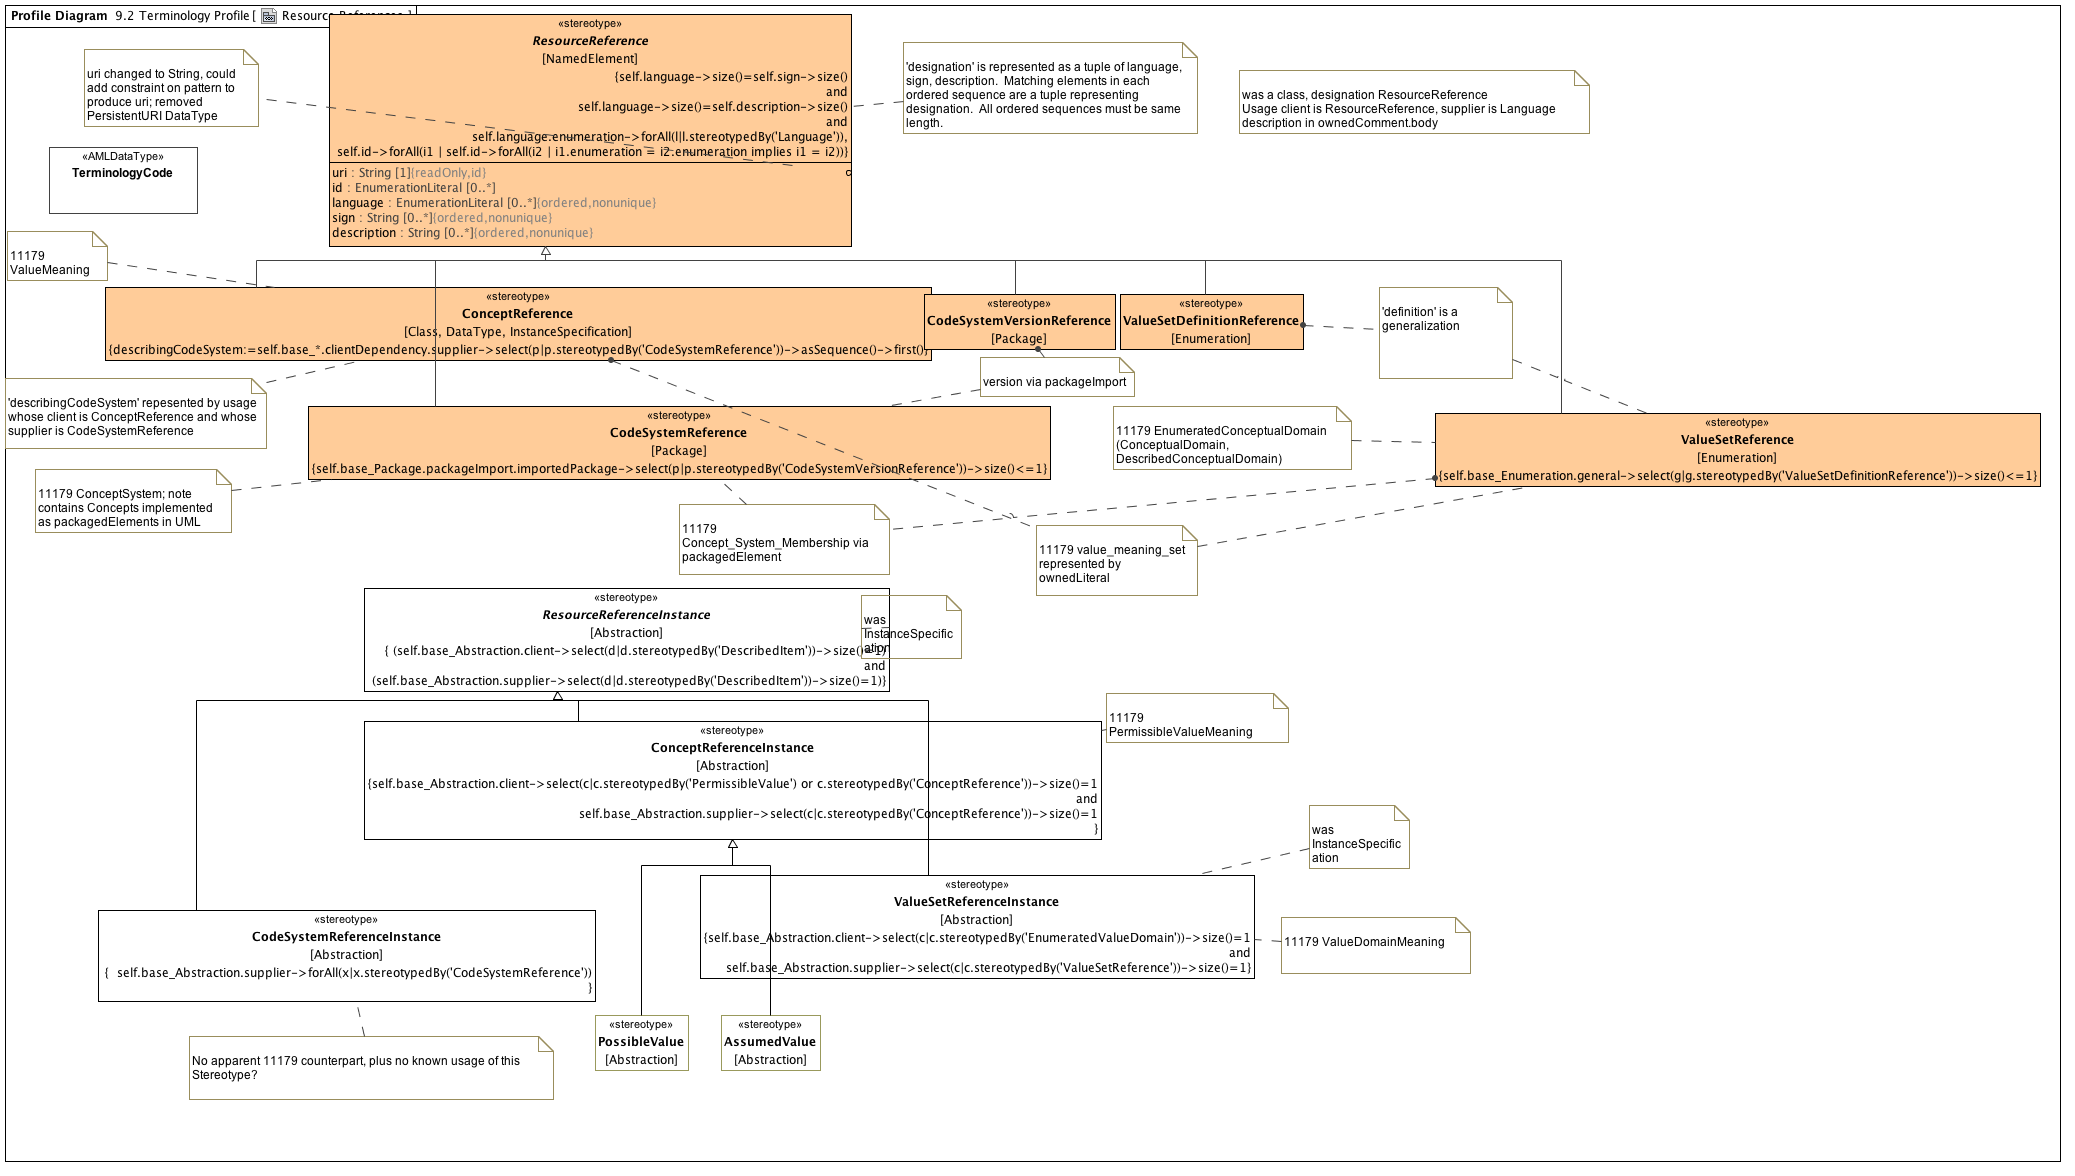 Profile Diagram 9.2 Terminology Profile[ Resource References ]
«stereotype»
ResourceReference
[NamedElement]
{self.language->size()=self.sign->size()
and
self.language->size()=self.description->size()
and
self.language.enumeration->forAll(l|l.stereotypedBy('Language')),
self.id->forAll(i1 | self.id->forAll(i2 | i1.enumeration = i2.enumeration implies i1 = i2))}
uri : String [1]{readOnly,id}
id : EnumerationLiteral [0..*]
language : EnumerationLiteral [0..*]{ordered,nonunique}
sign : String [0..*]{ordered,nonunique}
description : String [0..*]{ordered,nonunique}
uri changed to String, could
add constraint on pattern to
produce uri; removed
PersistentURI DataType
'designation' is represented as a tuple of language,
sign, description.  Matching elements in each
ordered sequence are a tuple representing
designation.  All ordered sequences must be same
length.
was a class, designation ResourceReference
Usage client is ResourceReference, supplier is Language
description in ownedComment.body
«AMLDataType»
TerminologyCode
11179
ValueMeaning
«stereotype»
ConceptReference
[Class, DataType, InstanceSpecification]
{describingCodeSystem:=self.base_*.clientDependency.supplier->select(p|p.stereotypedBy('CodeSystemReference'))->asSequence()->first()}
«stereotype»
CodeSystemVersionReference
[Package]
«stereotype»
ValueSetDefinitionReference
[Enumeration]
'definition' is a
generalization
version via packageImport
'describingCodeSystem' repesented by usage
whose client is ConceptReference and whose
supplier is CodeSystemReference
«stereotype»
CodeSystemReference
[Package]
{self.base_Package.packageImport.importedPackage->select(p|p.stereotypedBy('CodeSystemVersionReference'))->size()<=1}
11179 EnumeratedConceptualDomain
(ConceptualDomain,
DescribedConceptualDomain)
«stereotype»
ValueSetReference
[Enumeration]
{self.base_Enumeration.general->select(g|g.stereotypedBy('ValueSetDefinitionReference'))->size()<=1}
11179 ConceptSystem; note
contains Concepts implemented
as packagedElements in UML
11179
Concept_System_Membership via
packagedElement
11179 value_meaning_set
represented by
ownedLiteral
«stereotype»
ResourceReferenceInstance
[Abstraction]
{ (self.base_Abstraction.client->select(d|d.stereotypedBy('DescribedItem'))->size()=1)
and
(self.base_Abstraction.supplier->select(d|d.stereotypedBy('DescribedItem'))->size()=1)}
was
InstanceSpecific
ation
11179
PermissibleValueMeaning
«stereotype»
ConceptReferenceInstance
[Abstraction]
{self.base_Abstraction.client->select(c|c.stereotypedBy('PermissibleValue') or c.stereotypedBy('ConceptReference'))->size()=1
and
self.base_Abstraction.supplier->select(c|c.stereotypedBy('ConceptReference'))->size()=1
}
was
InstanceSpecific
ation
«stereotype»
ValueSetReferenceInstance
[Abstraction]
{self.base_Abstraction.client->select(c|c.stereotypedBy('EnumeratedValueDomain'))->size()=1
and
self.base_Abstraction.supplier->select(c|c.stereotypedBy('ValueSetReference'))->size()=1}
11179 ValueDomainMeaning
«stereotype»
CodeSystemReferenceInstance
[Abstraction]
{  self.base_Abstraction.supplier->forAll(x|x.stereotypedBy('CodeSystemReference'))
}
«stereotype»
PossibleValue
[Abstraction]
«stereotype»
AssumedValue
[Abstraction]
No apparent 11179 counterpart, plus no known usage of this
Stereotype?